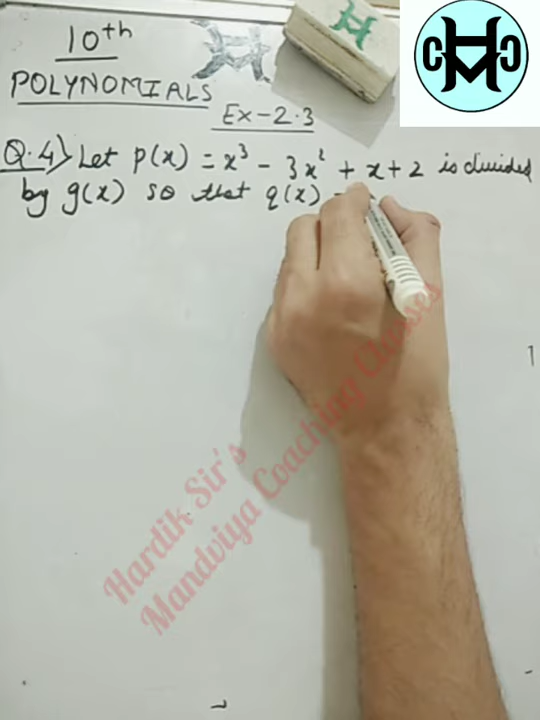 10th
POLYNOMIALS
Ex-2.3
Q.4) Let p(x) = x³ - 3x² + x + 2 is divided
by g(x) so that q(x)
Hardik Sir's
Mandviya Coaching Classes